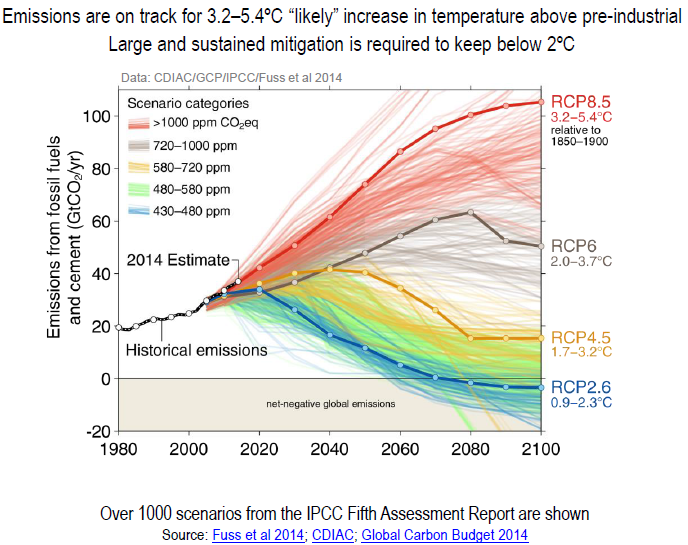 Emissions are on track for 3.2–5.4ºC “likely” increase in temperature above pre-industrial
Large and sustained mitigation is required to keep below 2ºC
Data: CDIAC/GCP/IPCC/Fuss et al 2014
Scenario categories
>1000 ppm CO₂eq
720–1000 ppm
580–720 ppm
480–580 ppm
430–480 ppm
2014 Estimate
Historical emissions
net-negative global emissions
Emissions from fossil fuels
and cement (GtCO₂/yr)
100
80
60
40
20
0
-20
1980
2000
2020
2040
2060
2080
2100
RCP8.5
3.2–5.4°C
relative to
1850–1900
RCP6
2.0–3.7°C
RCP4.5
1.7–3.2°C
RCP2.6
0.9–2.3°C
Over 1000 scenarios from the IPCC Fifth Assessment Report are shown
Source: Fuss et al 2014; CDIAC; Global Carbon Budget 2014